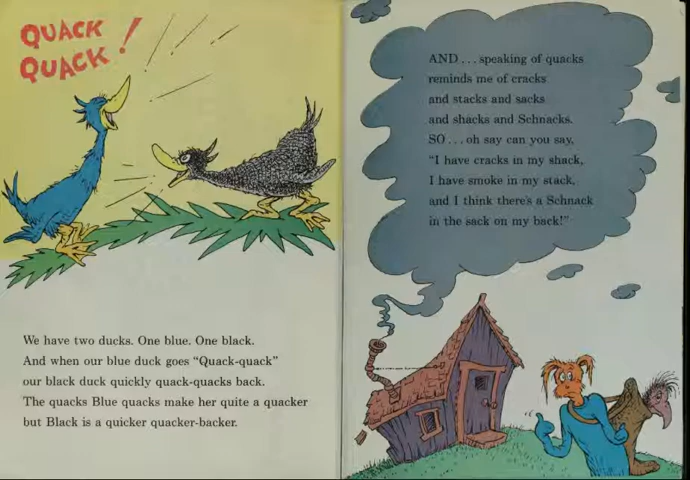 QUACK
QUACK!
We have two ducks. One blue. One black.
And when our blue duck goes “Quack-quack”
our black duck quickly quack-quacks back.
The quacks Blue quacks make her quite a quacker
but Black is a quicker quacker-backer.
AND . . . speaking of quacks
reminds me of cracks
and stacks and sacks
and shacks and Schnacks.
SO . . . oh say can you say,
“I have cracks in my shack,
I have smoke in my stack,
and I think there's a Schnack
in the sack on my back!”